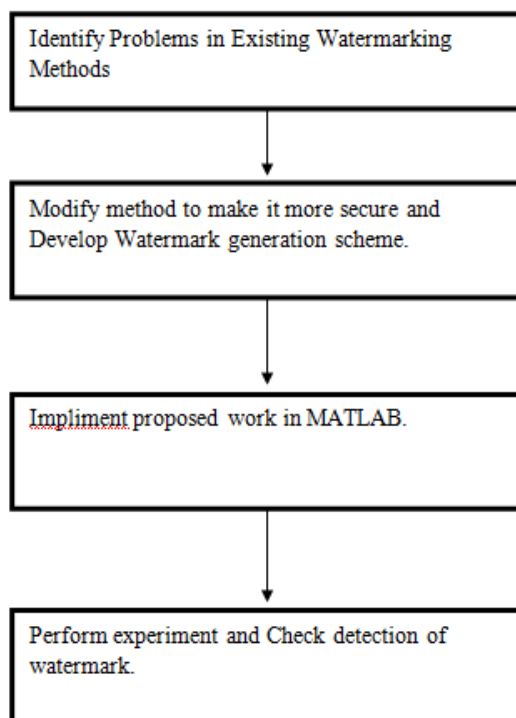 Identify Problems in Existing Watermarking
Methods
Modify method to make it more secure and
Develop Watermark generation scheme.
Impliment proposed work in MATLAB.
Perform experiment and Check detection of
watermark.